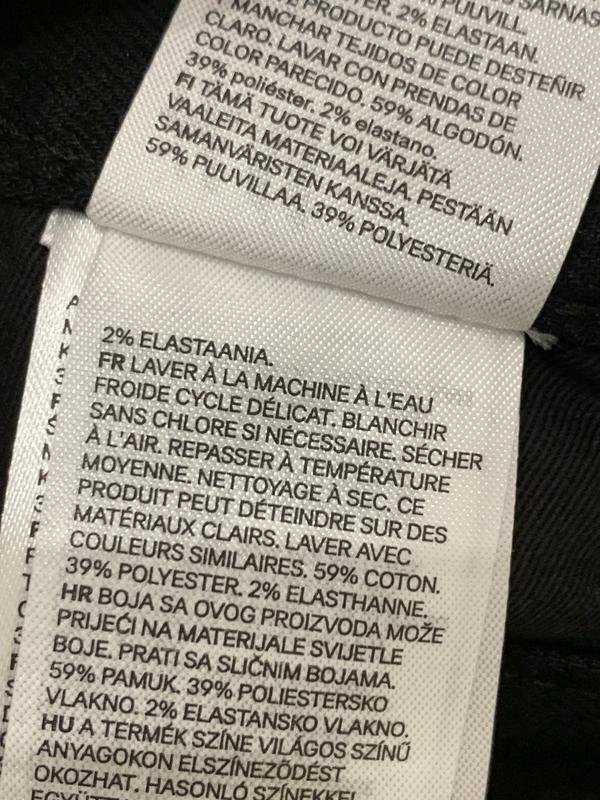 SARNAS
TER. 2% PUUVILL.
2% ELASTAAN.
PRODUCTO PUEDE DESTEÑIR
MANCHAR TEJIDOS DE COLOR
CLARO. LAVAR CON PRENDAS DE
COLOR PARECIDO. 59% ALGODÓN.
39% poliéster. 2% elastano.
FI TÄMÄ TUOTE VOI VÄRJÄTÄ
VAALEITA MATERIAALEJA. PESTÄÄN
SAMANVÄRISTEN KANSSA.
59% PUUVILLAA. 39% POLYESTERIÄ.
2% ELASTAANIA.
FR LAVER À LA MACHINE À L'EAU
FROIDE CYCLE DÉLICAT. BLANCHIR
SANS CHLORE SI NÉCESSAIRE. SÉCHER
À L'AIR. REPASSER À TEMPÉRATURE
MOYENNE. NETTOYAGE À SEC. CE
PRODUIT PEUT DÉTEINDRE SUR DES
MATÉRIAUX CLAIRS. LAVER AVEC
COULEURS SIMILAIRES. 59% COTON.
39% POLYESTER. 2% ELASTHANNE.
HR BOJA SA OVOG PROIZVODA MOŽE
PRIJEĆI NA MATERIJALE SVIJETLE
BOJE. PRATI SA SLIČNIM BOJAMA.
59% PAMUK. 39% POLIESTERSKO
VLAKNO. 2% ELASTANSKO VLAKNO.
HU A TERMÉK SZÍNE VILÁGOS SZÍNŰ
ANYAGOKON ELSZÍNEZŐDÉST
OKOZHAT. HASONLÓ SZÍNEKKEL